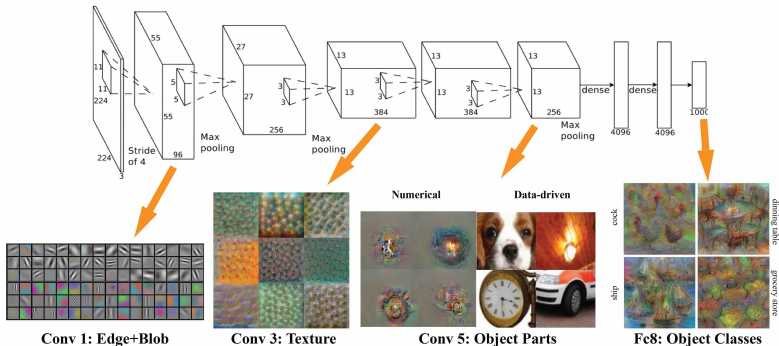 55
27
13
13
13
11
5
3
3
3
11
5
27
3
13
3
13
3
13
dense
dense
224
55
384
384
256
1000
Max
4096
4096
256
Max
pooling
Max
pooling
224
Stride
of 4
96
pooling
3
Numerical
Data-driven
cock
dinning table
ship
grocery store
Conv 1: Edge+Blob
Conv 3: Texture
Conv 5: Object Parts
Fc8: Object Classes